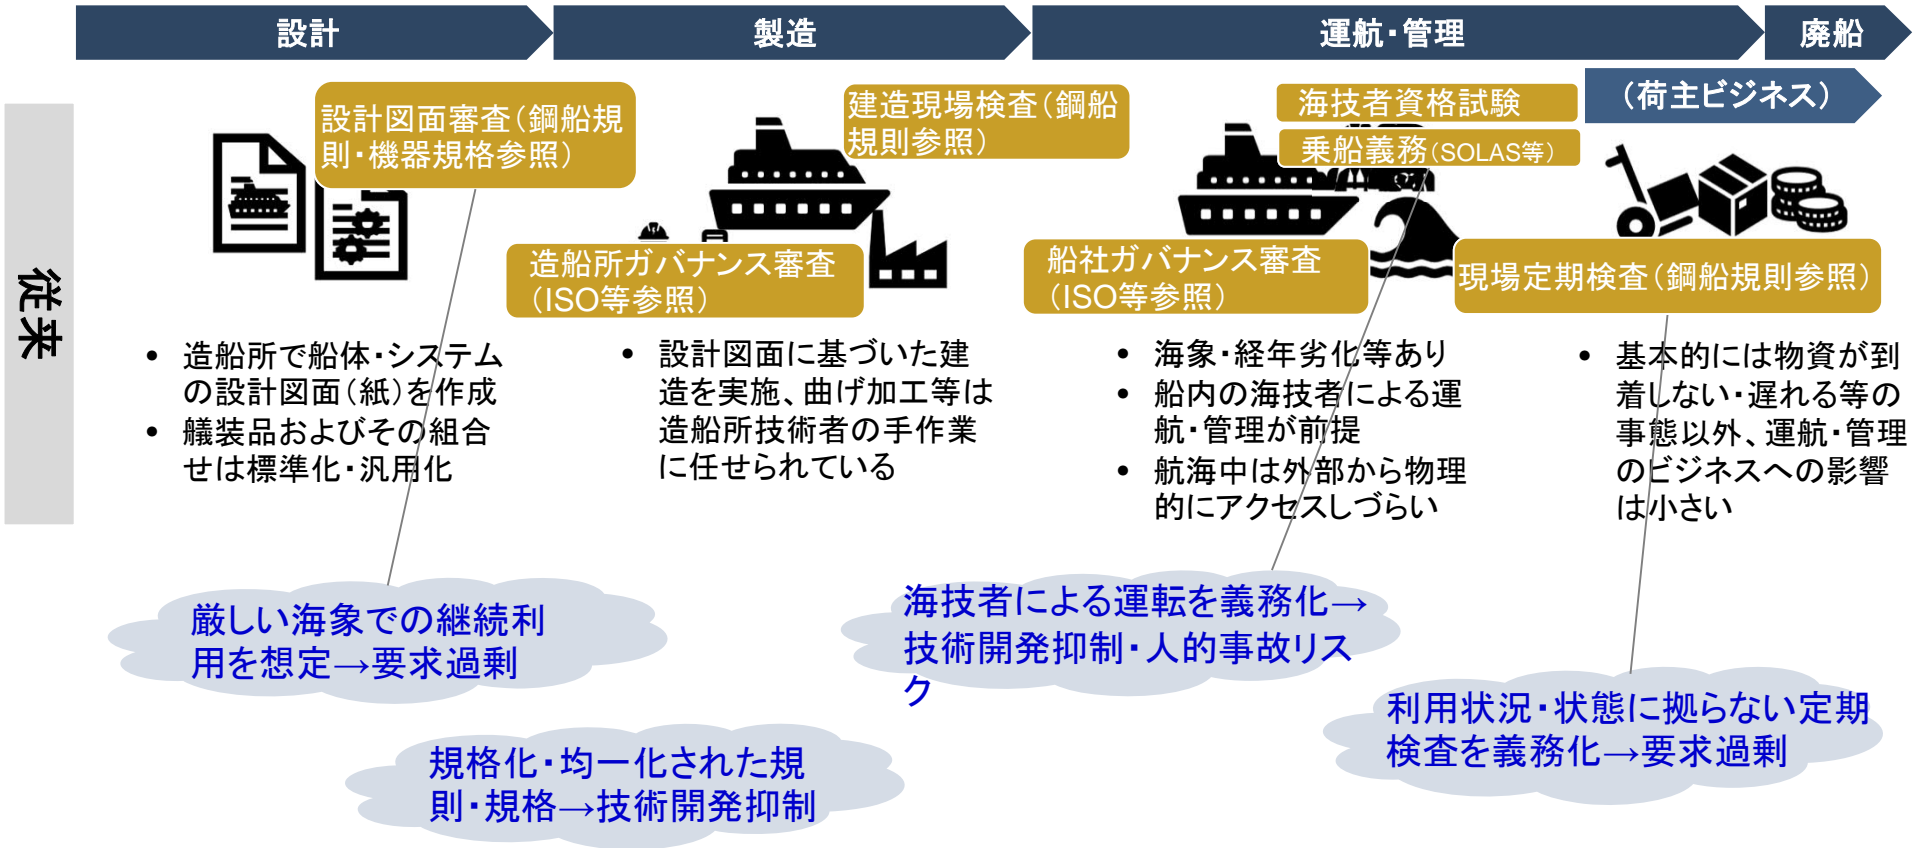 設計
製造
運航・管理
廃船
（荷主ビジネス）
従来
設計図面審査（鋼船規
則・機器規格参照）
建造現場検査（鋼船
規則参照）
海技者資格試験
乗船義務（SOLAS等）
造船所ガバナンス審査
（ISO等参照）
船社ガバナンス審査
（ISO等参照）
現場定期検査（鋼船規則参照）
• 造船所で船体・システム
の設計図面（紙）を作成
• 艤装品およびその組合
せは標準化・汎用化
• 設計図面に基づいた建
造を実施、曲げ加工等は
造船所技術者の手作業
に任せられている
• 海象・経年劣化等あり
• 船内の海技者による運
航・管理が前提
• 航海中は外部から物理
的にアクセスしづらい
• 基本的には物資が到
着しない・遅れる等の
事態以外、運航・管理
のビジネスへの影響
は小さい
厳しい海象での継続利
用を想定→要求過剰
規格化・均一化された規
則・規格→技術開発抑制
海技者による運転を義務化→
技術開発抑制・人的事故リス
ク
利用状況・状態に拠らない定期
検査を義務化→要求過剰